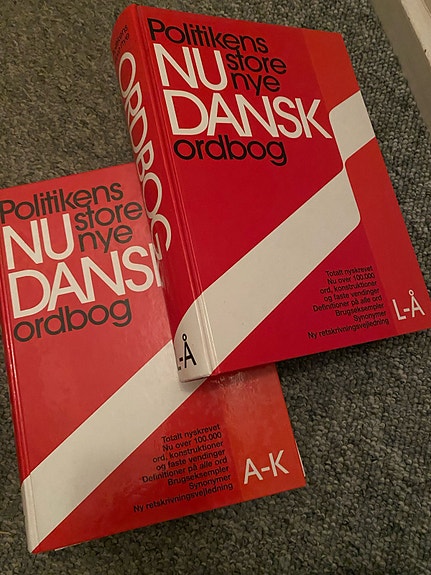 Politikens
store
NU nye
DANSK
ordbog
Totalt nyskrevet
Nu over 100.000
ord, konstruktioner
og faste vendinger
Definitioner på alle ord
Brugseksempler
Synonymer
Ny retskrivningsvejledning
L-Å
ORDBOG
-Å
Politikens
store
NU nye
DANSK
ordbog
Totalt nyskrevet
Nu over 100.000
ord, konstruktioner
og faste vendinger
Definitioner på alle ord
Brugseksempler
Synonymer
Ny retskrivningsvejledning
A-K